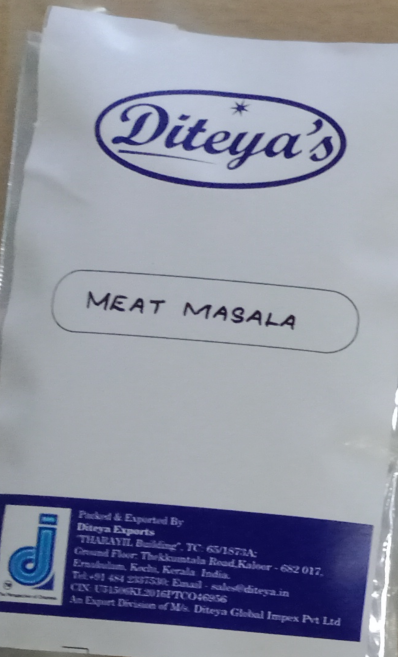 Diteya's
MEAT MASALA
Packed & Exported By
Diteya Exports
"THARAYIL Building", TC: 65/1873A;
Ground Floor: Thekkumtala Road,Kaloor - 682 017,
Ernakulam, Kochi, Kerala India.
Tel:+91 484 2337530; Email - sales@diteya.in
CIN: U51506KL2016PTCO46956
An Export Division of M/s. Diteya Global Impex Pvt Ltd